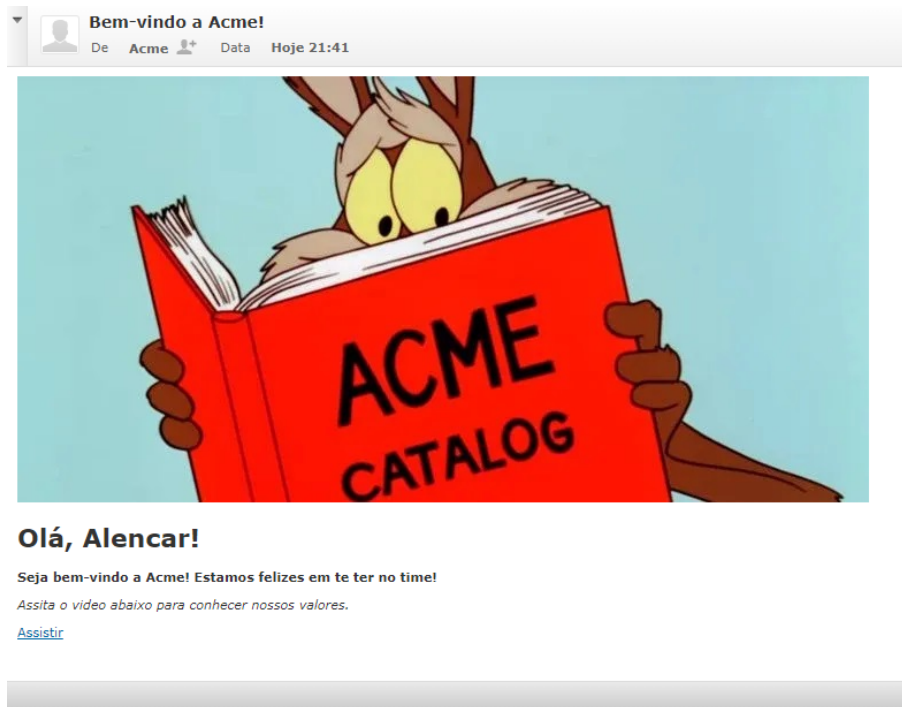 Bem-vindo a Acme!
De Acme Data Hoje 21:41
ACME
CATALOG
Olá, Alencar!
Seja bem-vindo a Acme! Estamos felizes em te ter no time!
Assita o video abaixo para conhecer nossos valores.
Assistir